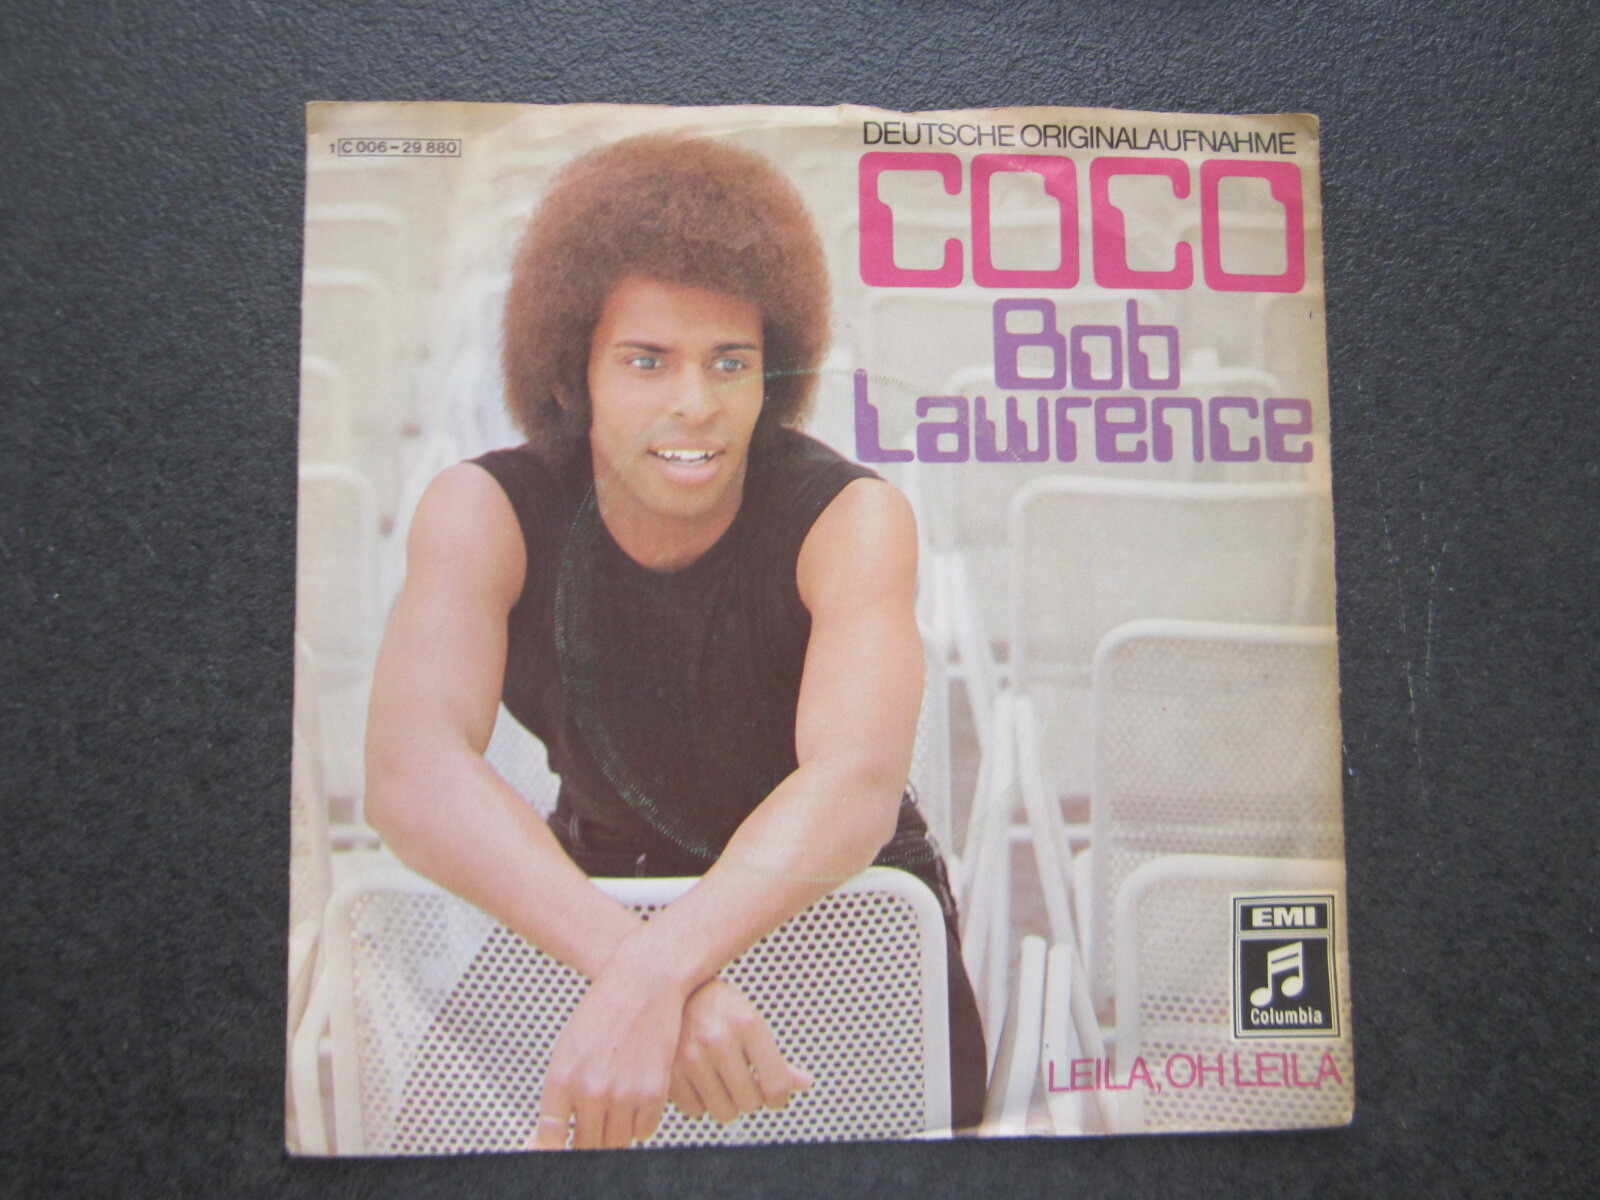 1 C 006-29 880
DEUTSCHE ORIGINALAUFNAHME
COCO
Bob
Lawrence
EMI
Columbia
LEILA, OH LEILA